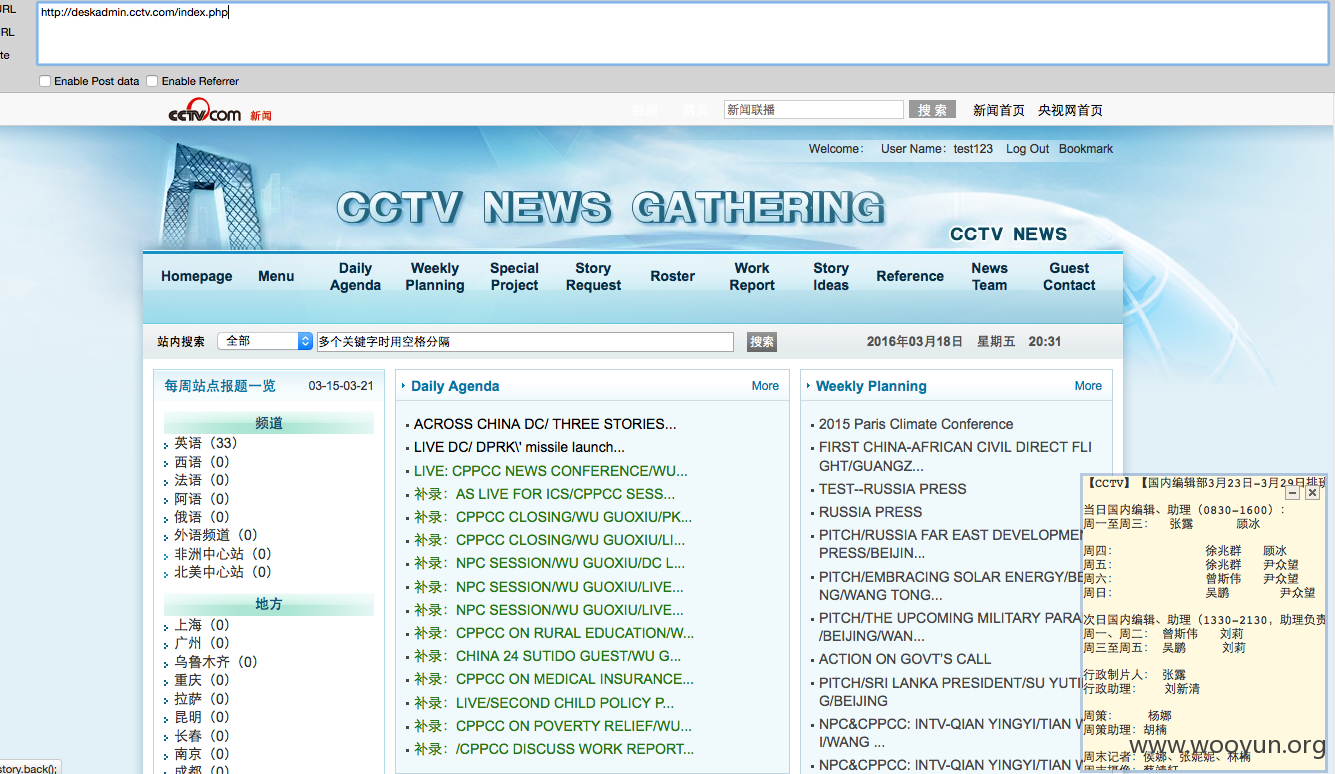 URL
http://deskadmin.cctv.com/index.php
RL
te
Enable Post data Enable Referrer
CCTV.com 新闻
新闻联播 搜 索 新闻首页 央视网首页
Welcome： User Name： test123 Log Out Bookmark
CCTV NEWS GATHERING
CCTV NEWS
Homepage Menu Daily Agenda Weekly Planning Special Project Story Request Roster Work Report Story Ideas Reference News Team Guest Contact
站内搜索 全部 多个关键字时用空格分隔 搜索 2016年03月18日 星期五 20:31
每周站点报题一览 03-15-03-21
频道
英语（33）
西语（0）
法语（0）
阿语（0）
俄语（0）
外语频道（0）
非洲中心站（0）
北美中心站（0）
地方
上海（0）
广州（0）
乌鲁木齐（0）
重庆（0）
拉萨（0）
昆明（0）
长春（0）
南京（0）
成都（0）
Daily Agenda More
ACROSS CHINA DC/ THREE STORIES...
LIVE DC/ DPRK\' missile launch...
LIVE: CPPCC NEWS CONFERENCE/WU...
补录： AS LIVE FOR ICS/CPPCC SESS...
补录： CPPCC CLOSING/WU GUOXIU/PK...
补录： CPPCC CLOSING/WU GUOXIU/LI...
补录： NPC SESSION/WU GUOXIU/DC L...
补录： NPC SESSION/WU GUOXIU/LIVE...
补录： NPC SESSION/WU GUOXIU/LIVE...
补录： CPPCC ON RURAL EDUCATION/W...
补录： CHINA 24 SUTIDO GUEST/WU G...
补录： CPPCC ON MEDICAL INSURANCE...
补录： LIVE/SECOND CHILD POLICY P...
补录： CPPCC ON POVERTY RELIEF/WU...
补录： /CPPCC DISCUSS WORK REPORT...
Weekly Planning More
2015 Paris Climate Conference
FIRST CHINA-AFRICAN CIVIL DIRECT FLI
GHT/GUANGZ...
TEST--RUSSIA PRESS
RUSSIA PRESS
PITCH/RUSSIA FAR EAST DEVELOPMEN
PRESS/BEIJIN...
PITCH/EMBRACING SOLAR ENERGY/BE
NG/WANG TONG...
PITCH/THE UPCOMING MILITARY PARA
/BEIJING/WAN...
ACTION ON GOVT'S CALL
PITCH/SRI LANKA PRESIDENT/SU YUTI
G/BEIJING
NPC&CPPCC: INTV-QIAN YINGYI/TIAN W
I/WANG ...
NPC&CPPCC: INTV-QIAN YINGYI/TIAN W
【CCTV】【国内编辑部3月23日-3月29日排班
当日国内编辑、助理（0830-1600）：
周一至周三： 张露 顾冰
周四： 徐兆群 顾冰
周五： 徐兆群 尹众望
周六： 曾斯伟 尹众望
周日： 吴鹏 尹众望
次日国内编辑、助理（1330-2130，助理负责
周一、周二： 曾斯伟 刘莉
周三至周五： 吴鹏 刘莉
行政制片人： 张露
行政助理： 刘新清
周策： 杨娜
周策助理：胡楠
周末记者：侯娜、张妮妮、林楠
www.wooyun.org
story.back();